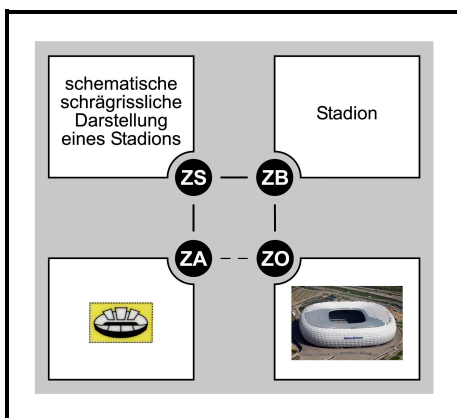 schematische
schrägrissliche
Darstellung
eines Stadions
Stadion
ZS
ZB
ZA
ZO